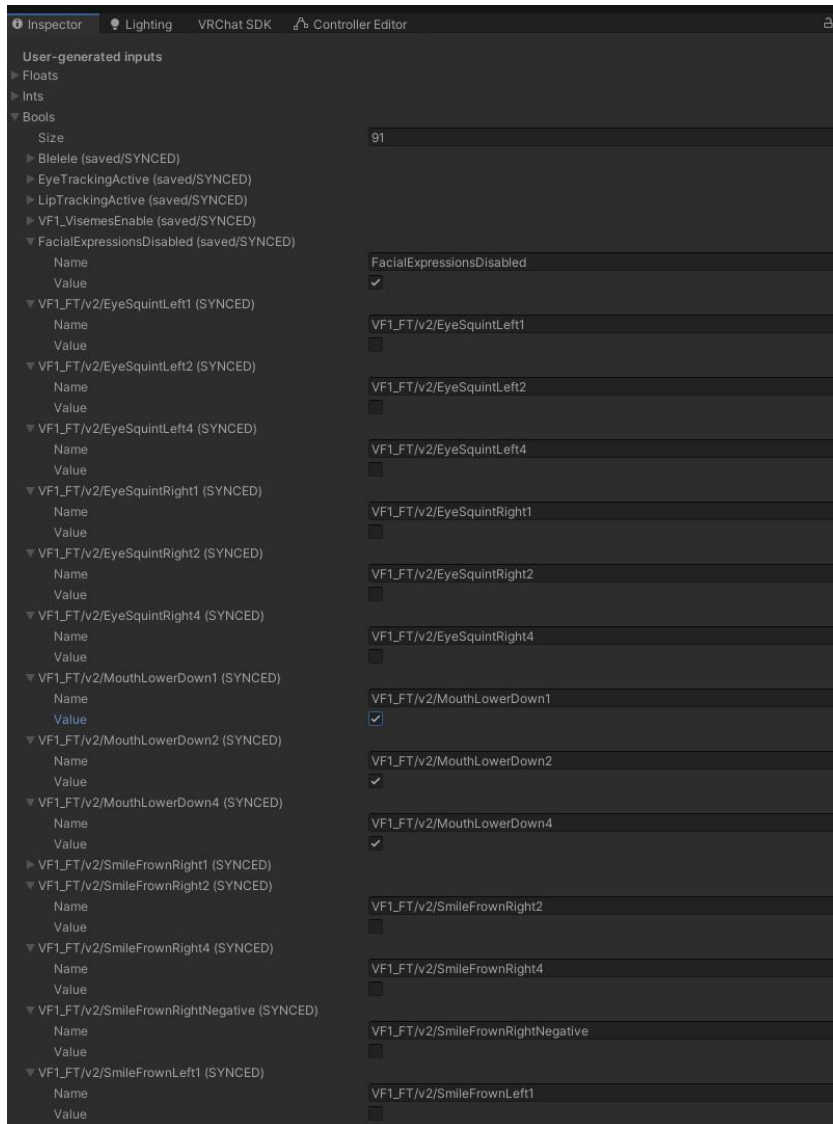 Inspector Lighting VRChat SDK Controller Editor
User-generated inputs
Floats
Ints
Bools
Size 91
Blelele (saved/SYNCED)
EyeTrackingActive (saved/SYNCED)
LipTrackingActive (saved/SYNCED)
VF1_VisemesEnable (saved/SYNCED)
FacialExpressionsDisabled (saved/SYNCED)
Name FacialExpressionsDisabled
Value
VF1_FT/v2/EyeSquintLeft1 (SYNCED)
Name VF1_FT/v2/EyeSquintLeft1
Value
VF1_FT/v2/EyeSquintLeft2 (SYNCED)
Name VF1_FT/v2/EyeSquintLeft2
Value
VF1_FT/v2/EyeSquintLeft4 (SYNCED)
Name VF1_FT/v2/EyeSquintLeft4
Value
VF1_FT/v2/EyeSquintRight1 (SYNCED)
Name VF1_FT/v2/EyeSquintRight1
Value
VF1_FT/v2/EyeSquintRight2 (SYNCED)
Name VF1_FT/v2/EyeSquintRight2
Value
VF1_FT/v2/EyeSquintRight4 (SYNCED)
Name VF1_FT/v2/EyeSquintRight4
Value
VF1_FT/v2/MouthLowerDown1 (SYNCED)
Name VF1_FT/v2/MouthLowerDown1
Value
VF1_FT/v2/MouthLowerDown2 (SYNCED)
Name VF1_FT/v2/MouthLowerDown2
Value
VF1_FT/v2/MouthLowerDown4 (SYNCED)
Name VF1_FT/v2/MouthLowerDown4
Value
VF1_FT/v2/SmileFrownRight1 (SYNCED)
VF1_FT/v2/SmileFrownRight2 (SYNCED)
Name VF1_FT/v2/SmileFrownRight2
Value
VF1_FT/v2/SmileFrownRight4 (SYNCED)
Name VF1_FT/v2/SmileFrownRight4
Value
VF1_FT/v2/SmileFrownRightNegative (SYNCED)
Name VF1_FT/v2/SmileFrownRightNegative
Value
VF1_FT/v2/SmileFrownLeft1 (SYNCED)
Name VF1_FT/v2/SmileFrownLeft1
Value